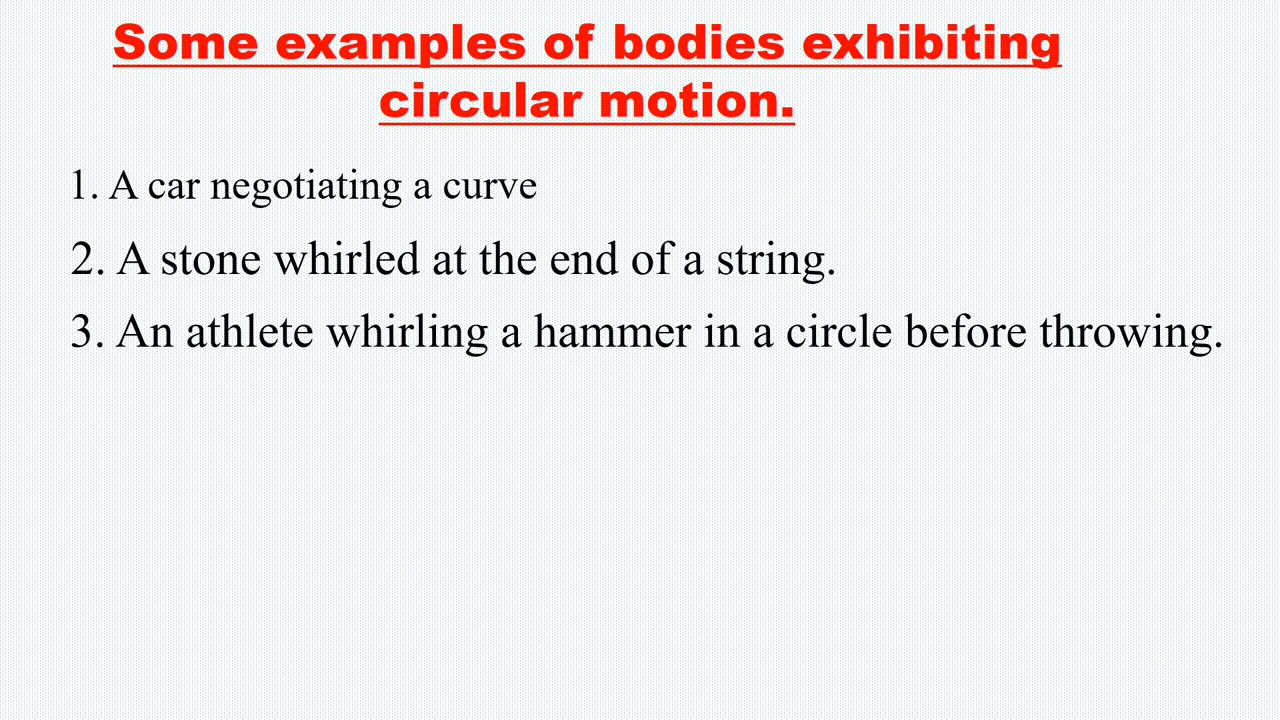 Some examples of bodies exhibiting
circular motion.
1. A car negotiating a curve
2. A stone whirled at the end of a string.
3. An athlete whirling a hammer in a circle before throwing.